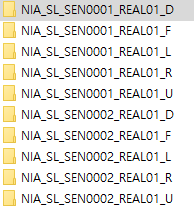 NIA_SL_SEN0001_REAL01_D
NIA_SL_SEN0001_REAL01_F
NIA_SL_SEN0001_REAL01_L
NIA_SL_SEN0001_REAL01_R
NIA_SL_SEN0001_REAL01_U
NIA_SL_SEN0002_REAL01_D
NIA_SL_SEN0002_REAL01_F
NIA_SL_SEN0002_REAL01_L
NIA_SL_SEN0002_REAL01_R
NIA_SL_SEN0002_REAL01_U